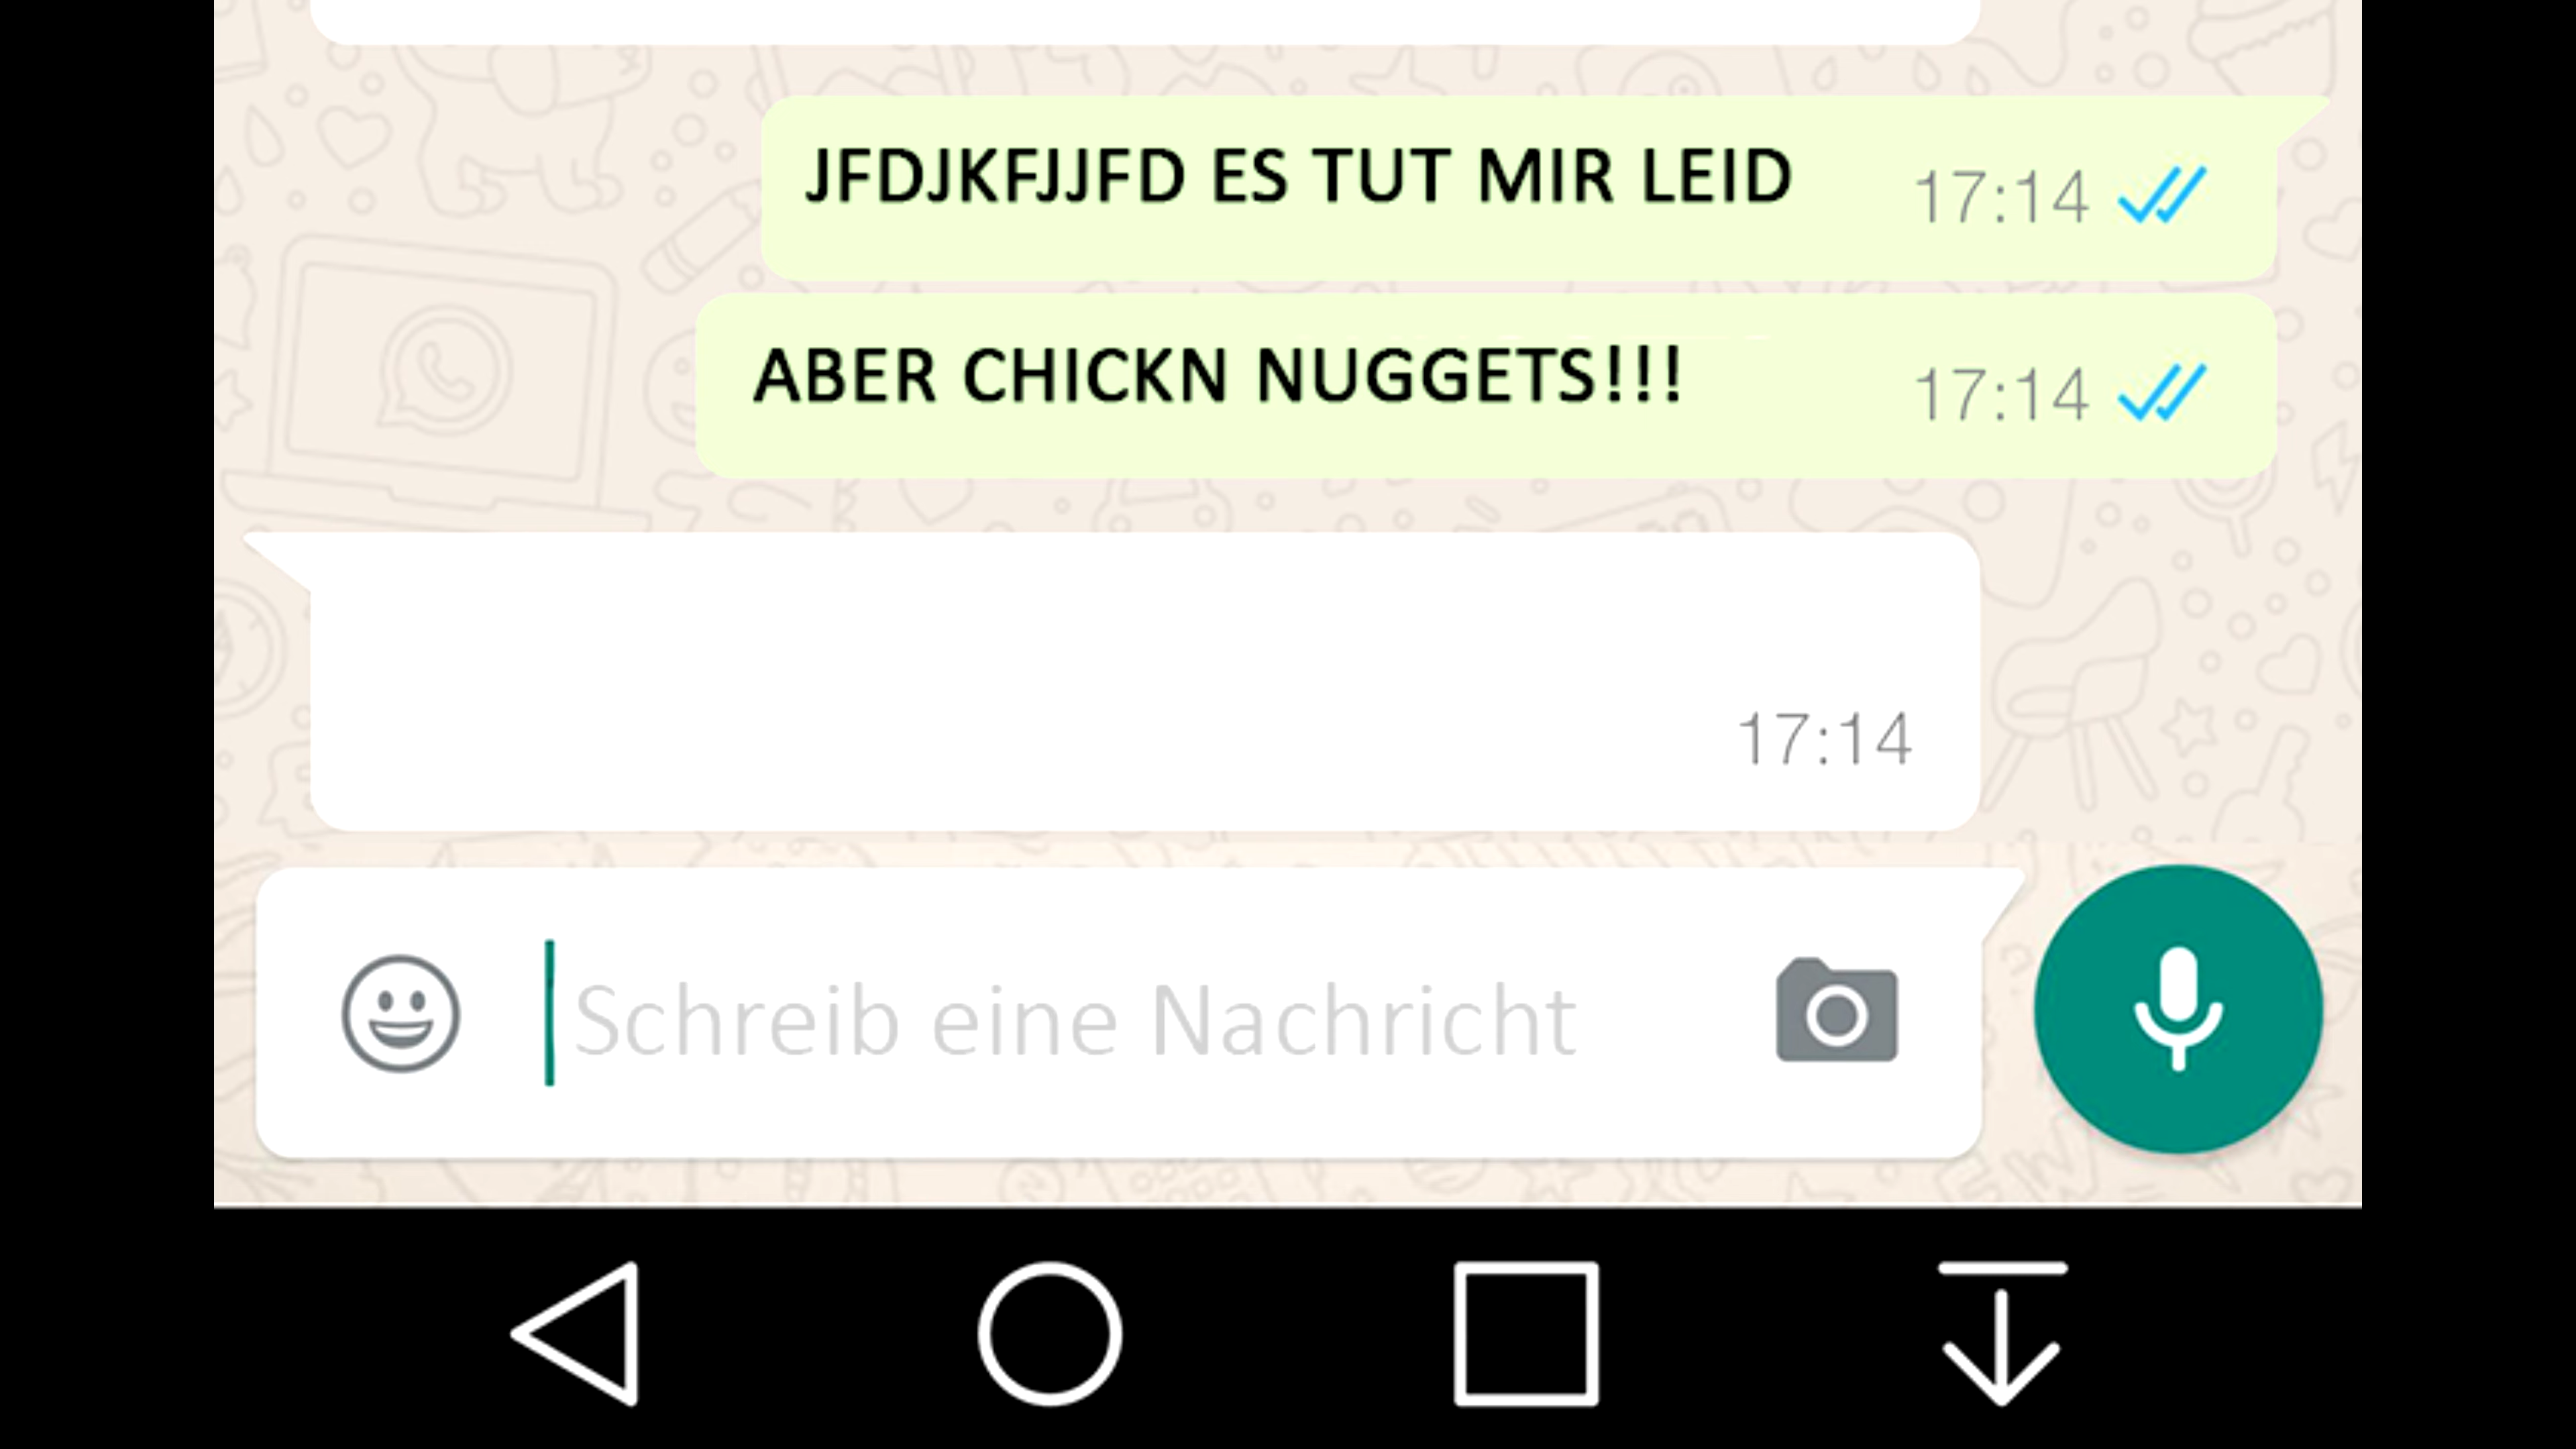 JFDJKFJJFD ES TUT MIR LEID 17:14
ABER CHICKN NUGGETS!!! 17:14
17:14
Schreib eine Nachricht